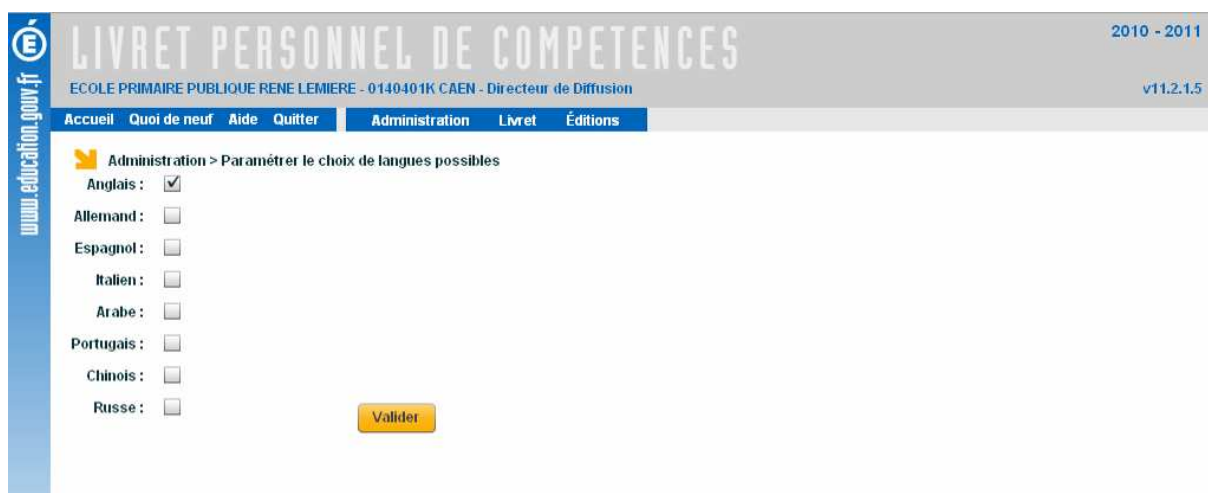 LIVRET PERSONNEL DE COMPETENCES
2010 - 2011
ECOLE PRIMAIRE PUBLIQUE RENE LEMIERE - 0140401K CAEN - Directeur de Diffusion
v11.2.1.5
Accueil Quoi de neuf Aide Quitter Administration Livret Éditions
www.education.gouv.fr É
Administration > Paramétrer le choix de langues possibles
Anglais :
Allemand :
Espagnol :
Italien :
Arabe :
Portugais :
Chinois :
Russe :
Valider